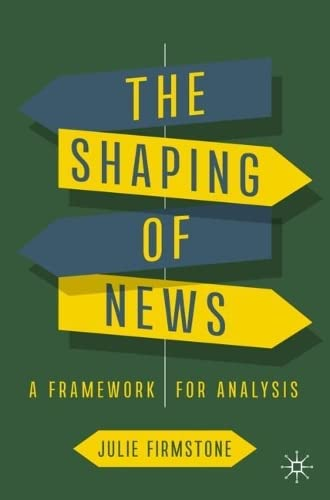 THE
SHAPING
OF
NEWS
A FRAMEWORK FOR ANALYSIS
JULIE FIRMSTONE